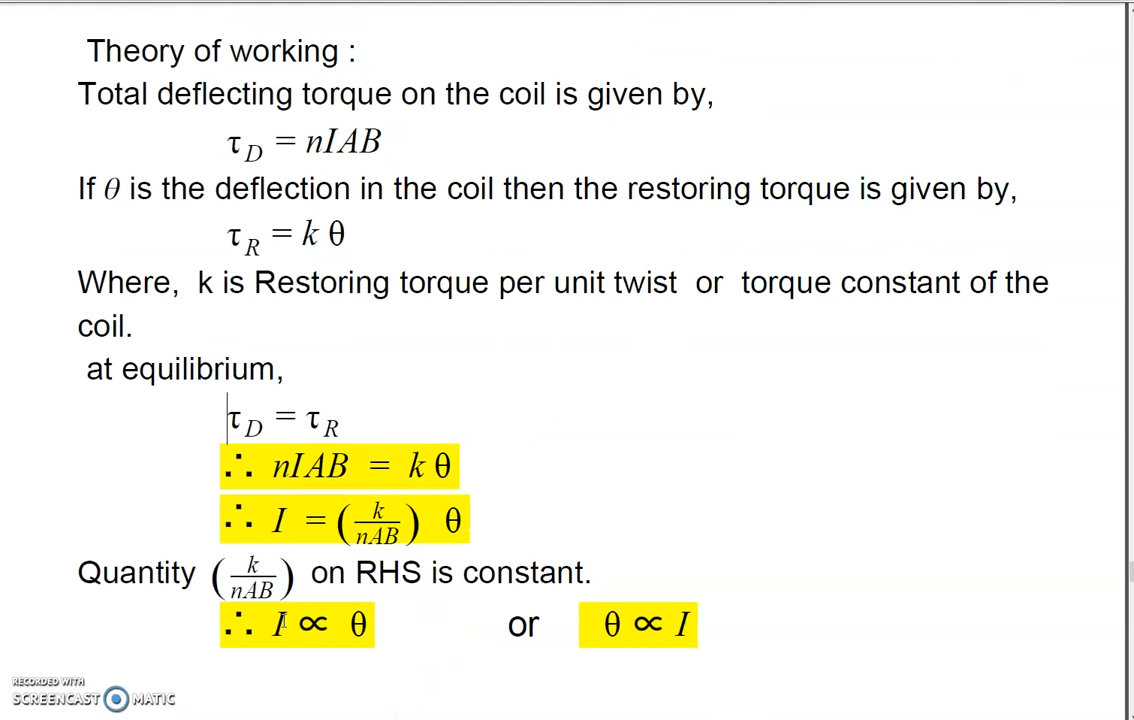 Theory of working :
Total deflecting torque on the coil is given by,
τ_D = nIAB
If θ is the deflection in the coil then the restoring torque is given by,
τ_R = k θ
Where, k is Restoring torque per unit twist or torque constant of the
coil.
at equilibrium,
τ_D = τ_R
∴ nIAB = k θ
∴ I = (k/nAB) θ
Quantity (k/nAB) on RHS is constant.
∴ I ∝ θ or θ ∝ I
RECORDED WITH
SCREENCAST MATIC